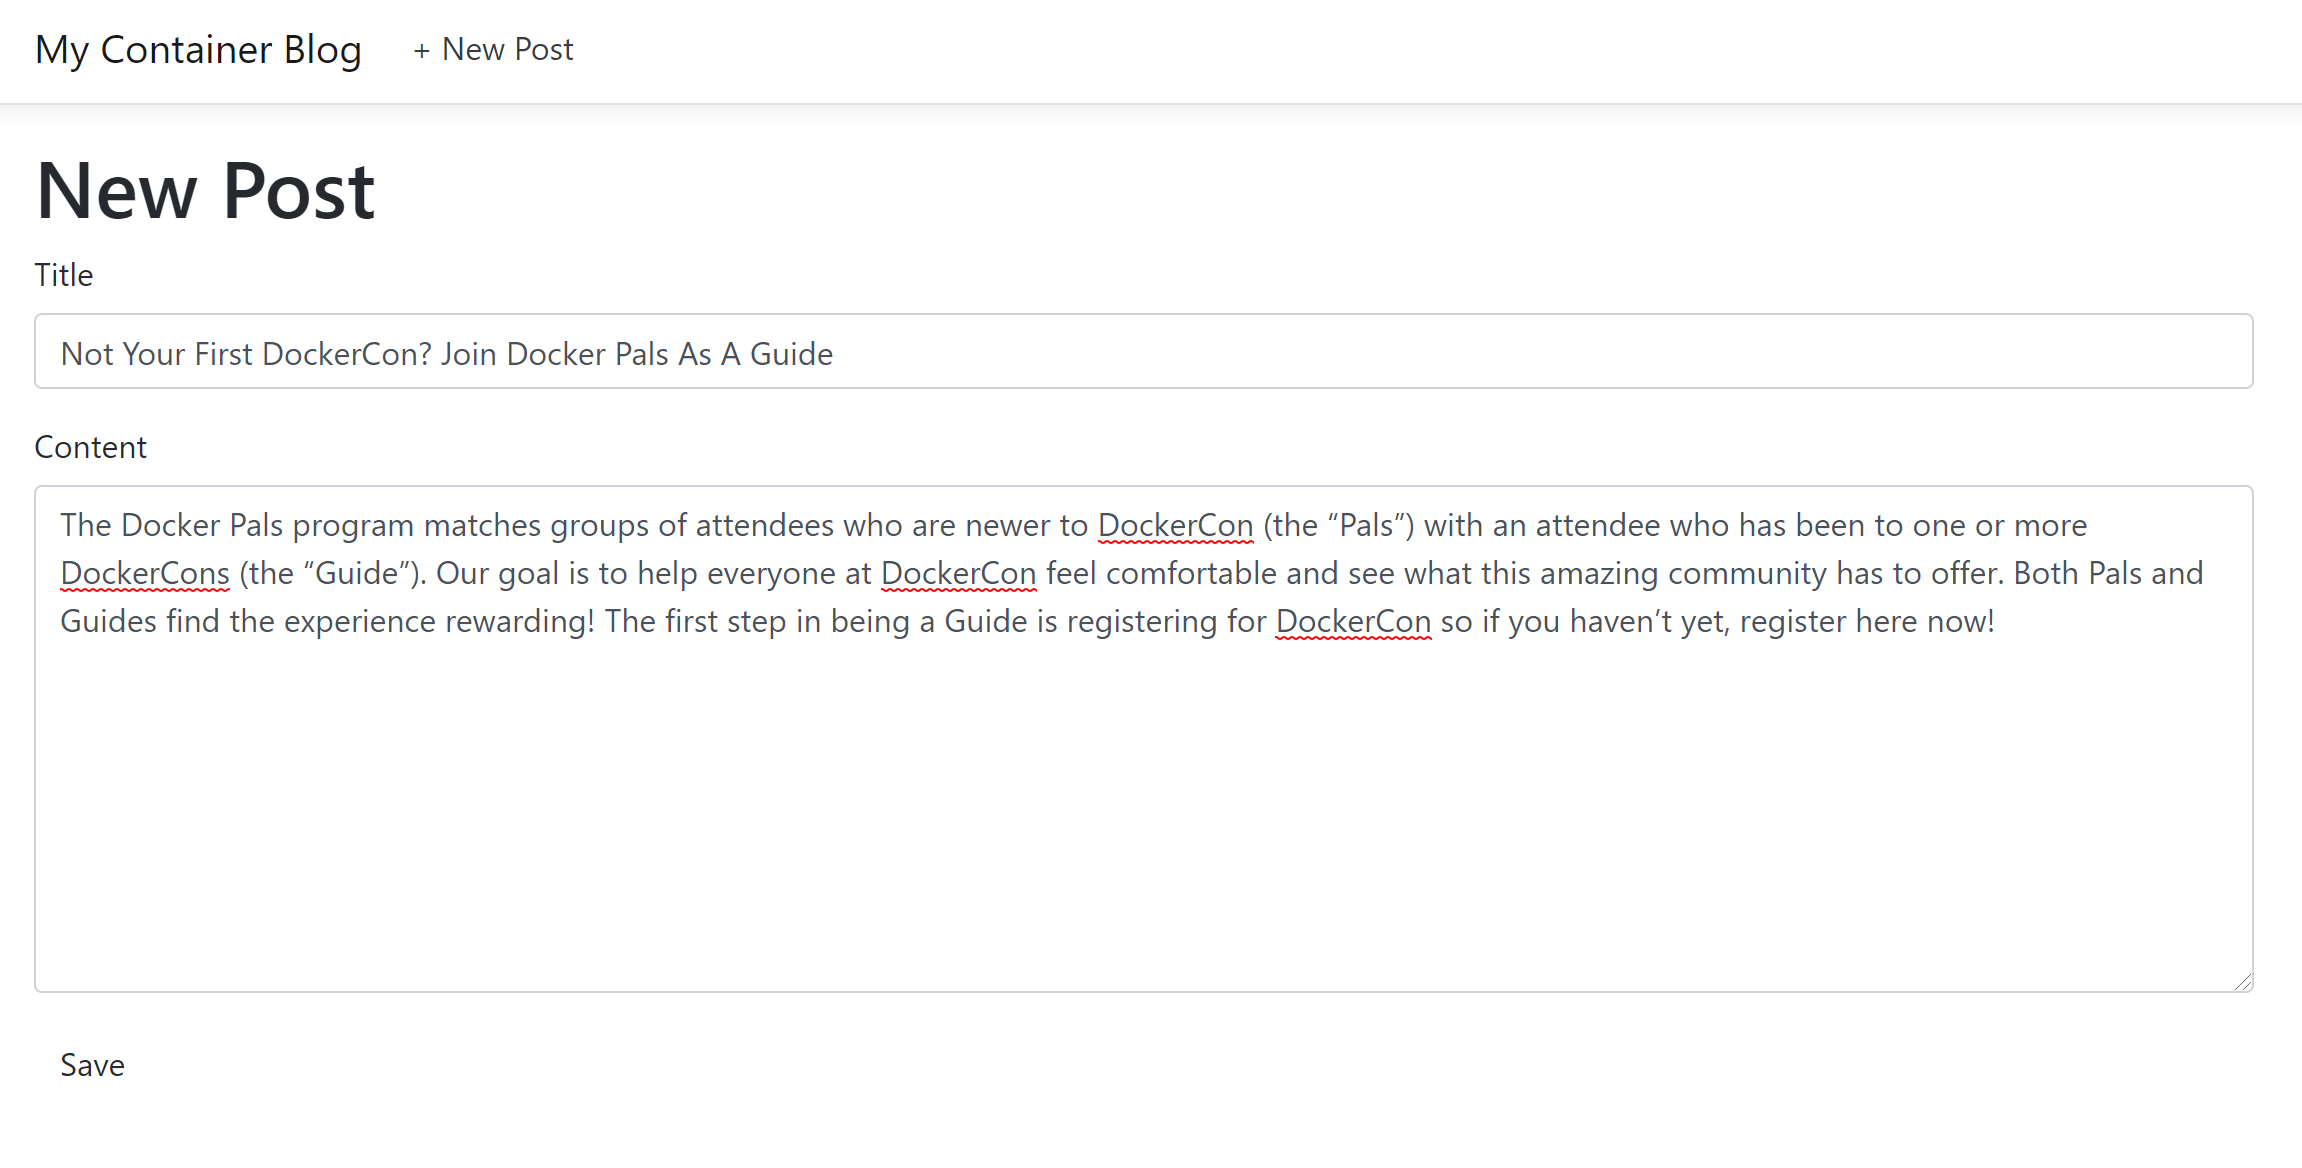 My Container Blog + New Post
New Post
Title
Not Your First DockerCon? Join Docker Pals As A Guide
Content
The Docker Pals program matches groups of attendees who are newer to DockerCon (the “Pals”) with an attendee who has been to one or more
DockerCons (the “Guide”). Our goal is to help everyone at DockerCon feel comfortable and see what this amazing community has to offer. Both Pals and
Guides find the experience rewarding! The first step in being a Guide is registering for DockerCon so if you haven’t yet, register here now!
Save